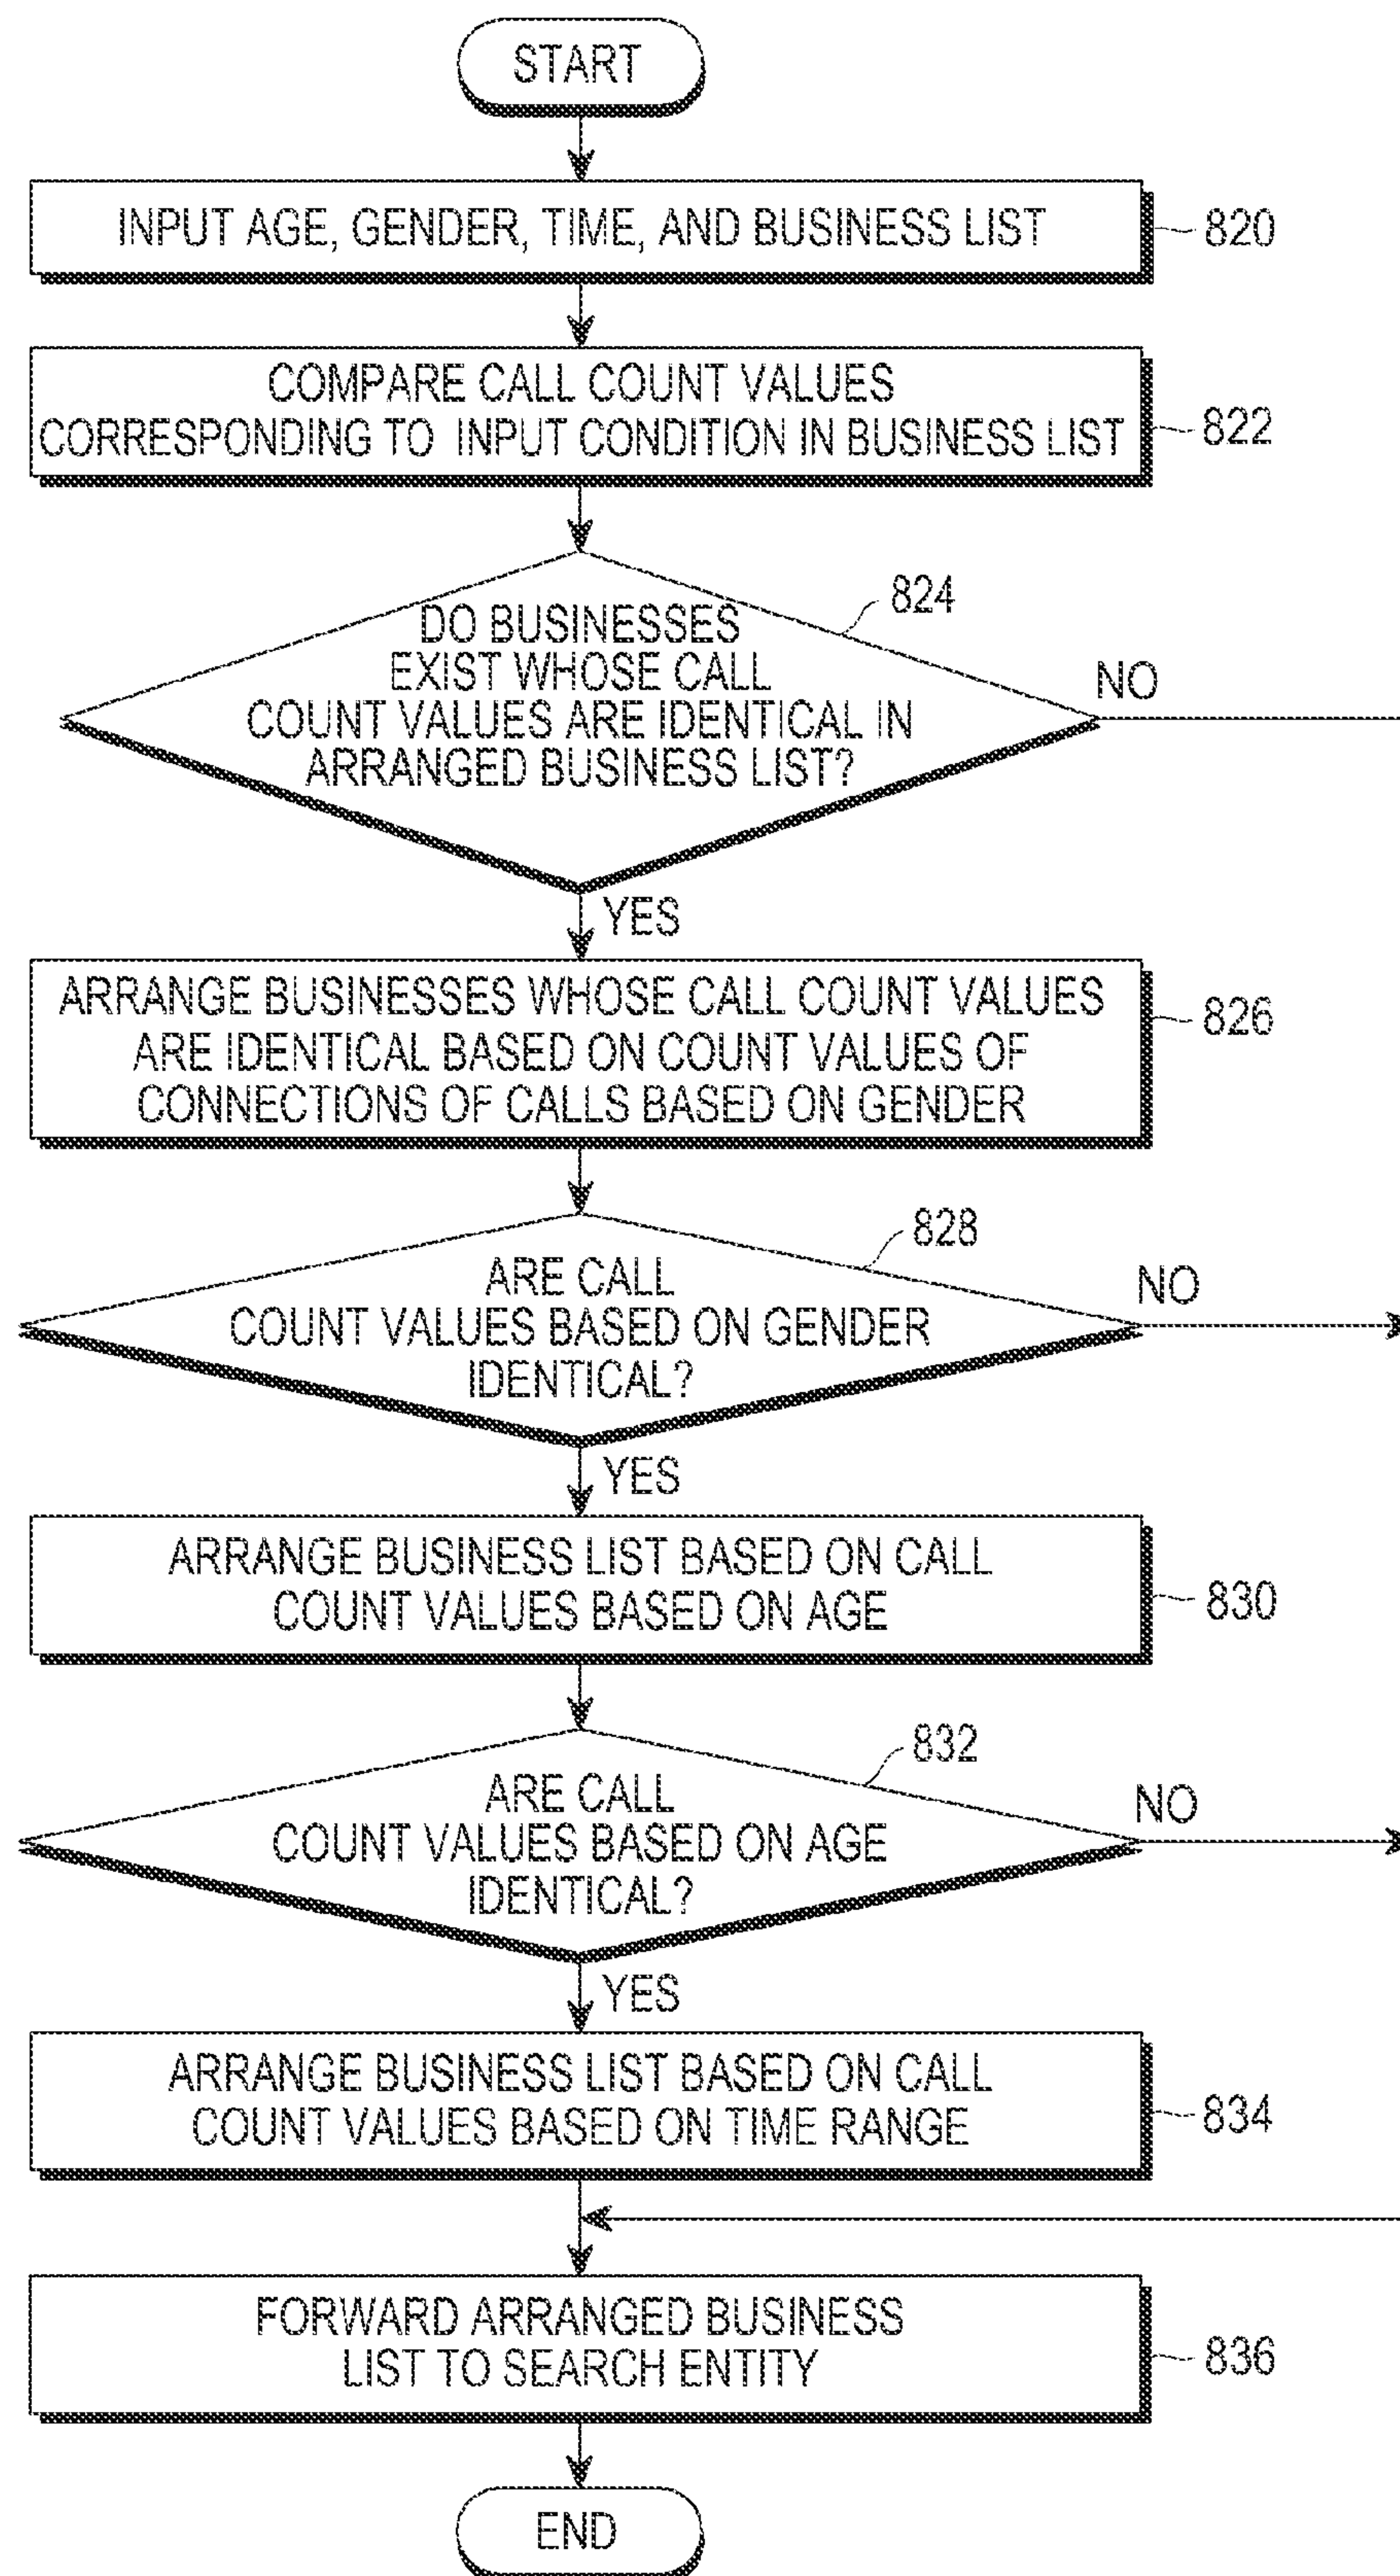 START
INPUT AGE, GENDER, TIME, AND BUSINESS LIST
820
COMPARE CALL COUNT VALUES
CORRESPONDING TO INPUT CONDITION IN BUSINESS LIST
822
824
DO BUSINESSES
EXIST WHOSE CALL
COUNT VALUES ARE IDENTICAL IN
ARRANGED BUSINESS LIST?
NO
YES
ARRANGE BUSINESSES WHOSE CALL COUNT VALUES
ARE IDENTICAL BASED ON COUNT VALUES OF
CONNECTIONS OF CALLS BASED ON GENDER
826
828
ARE CALL
COUNT VALUES BASED ON GENDER
IDENTICAL?
NO
YES
ARRANGE BUSINESS LIST BASED ON CALL
COUNT VALUES BASED ON AGE
830
832
ARE CALL
COUNT VALUES BASED ON AGE
IDENTICAL?
NO
YES
ARRANGE BUSINESS LIST BASED ON CALL
COUNT VALUES BASED ON TIME RANGE
834
FORWARD ARRANGED BUSINESS
LIST TO SEARCH ENTITY
836
END